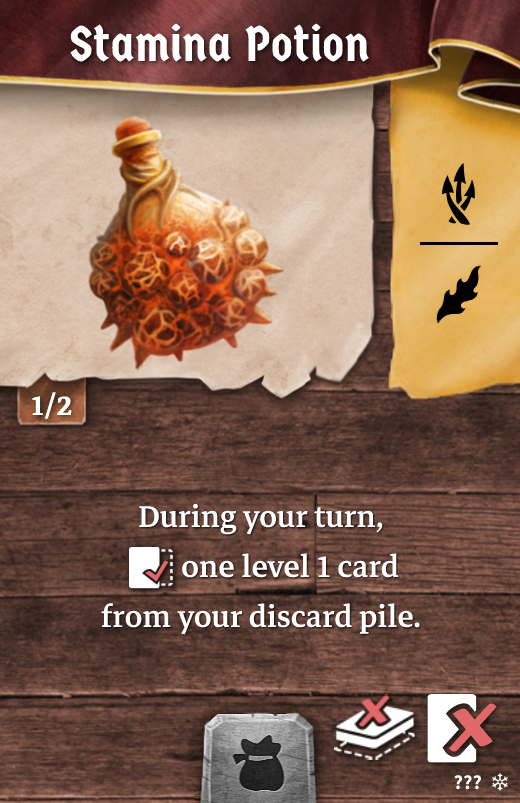 Stamina Potion
1/2
During your turn,
one level 1 card
from your discard pile.
???